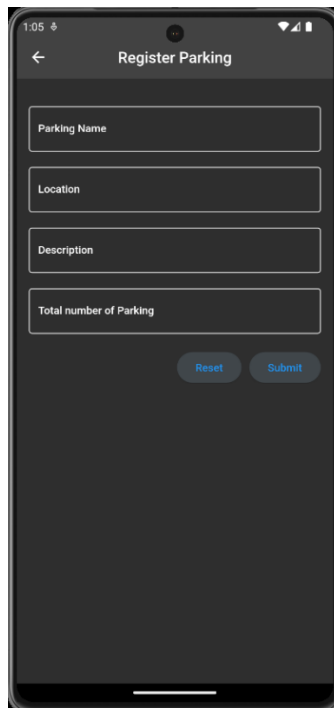 1:05
Register Parking
Parking Name
Location
Description
Total number of Parking
Reset Submit